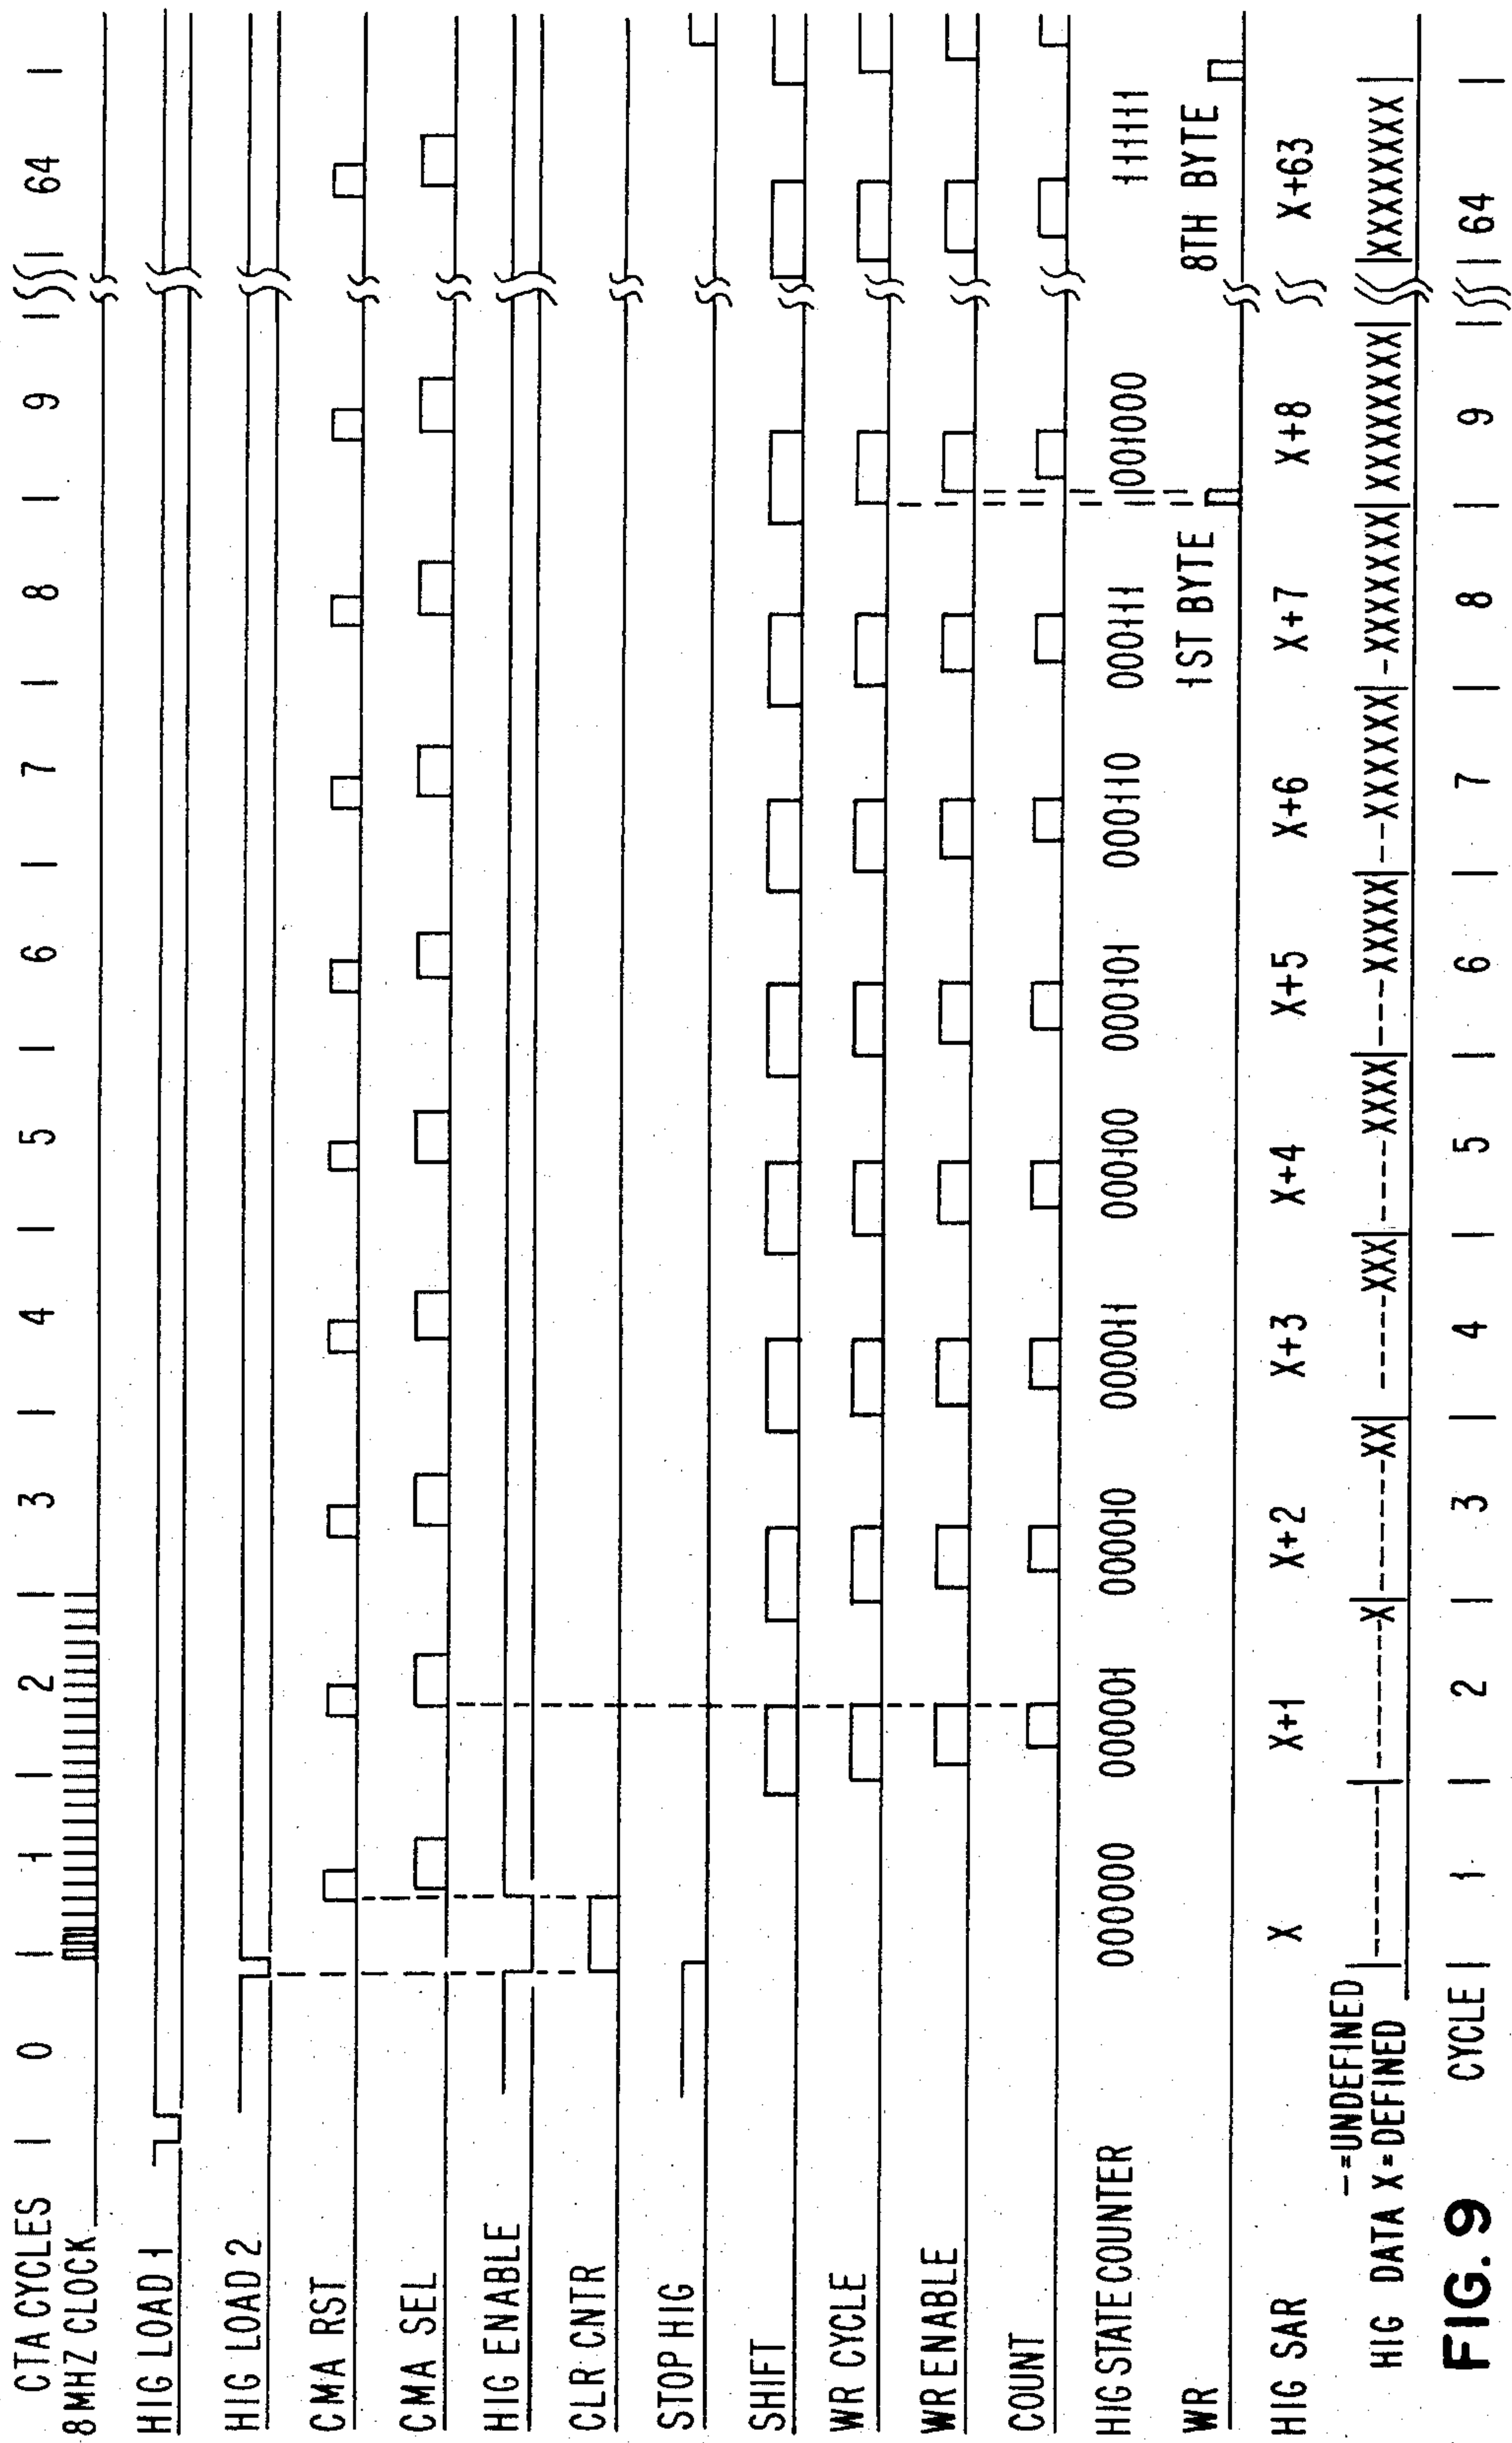 CTA CYCLES | 0 | 1 | 2 | 3 | 4 | 5 | 6 | 7 | 8 | 9 | 64 |
8 MHZ CLOCK
HIG LOAD 1
HIG LOAD 2
CMA RST
CMA SEL
HIG ENABLE
CLR CNTR
STOP HIG
SHIFT
WR CYCLE
WR ENABLE
COUNT
HIG STATE COUNTER 000000 000001 000010 000011 000100 000101 000110 000111 001000 111111
WR 1ST BYTE 8TH BYTE
HIG SAR X X+1 X+2 X+3 X+4 X+5 X+6 X+7 X+8 X+63
- = UNDEFINED
HIG DATA X = DEFINED |--------|-------X|------XX|-----XXX|-----XXXX|----XXXXX|--XXXXXX|-XXXXXXX|XXXXXXXX|XXXXXXXX|
CYCLE | 1 | 2 | 3 | 4 | 5 | 6 | 7 | 8 | 9 | 64 |
FIG. 9